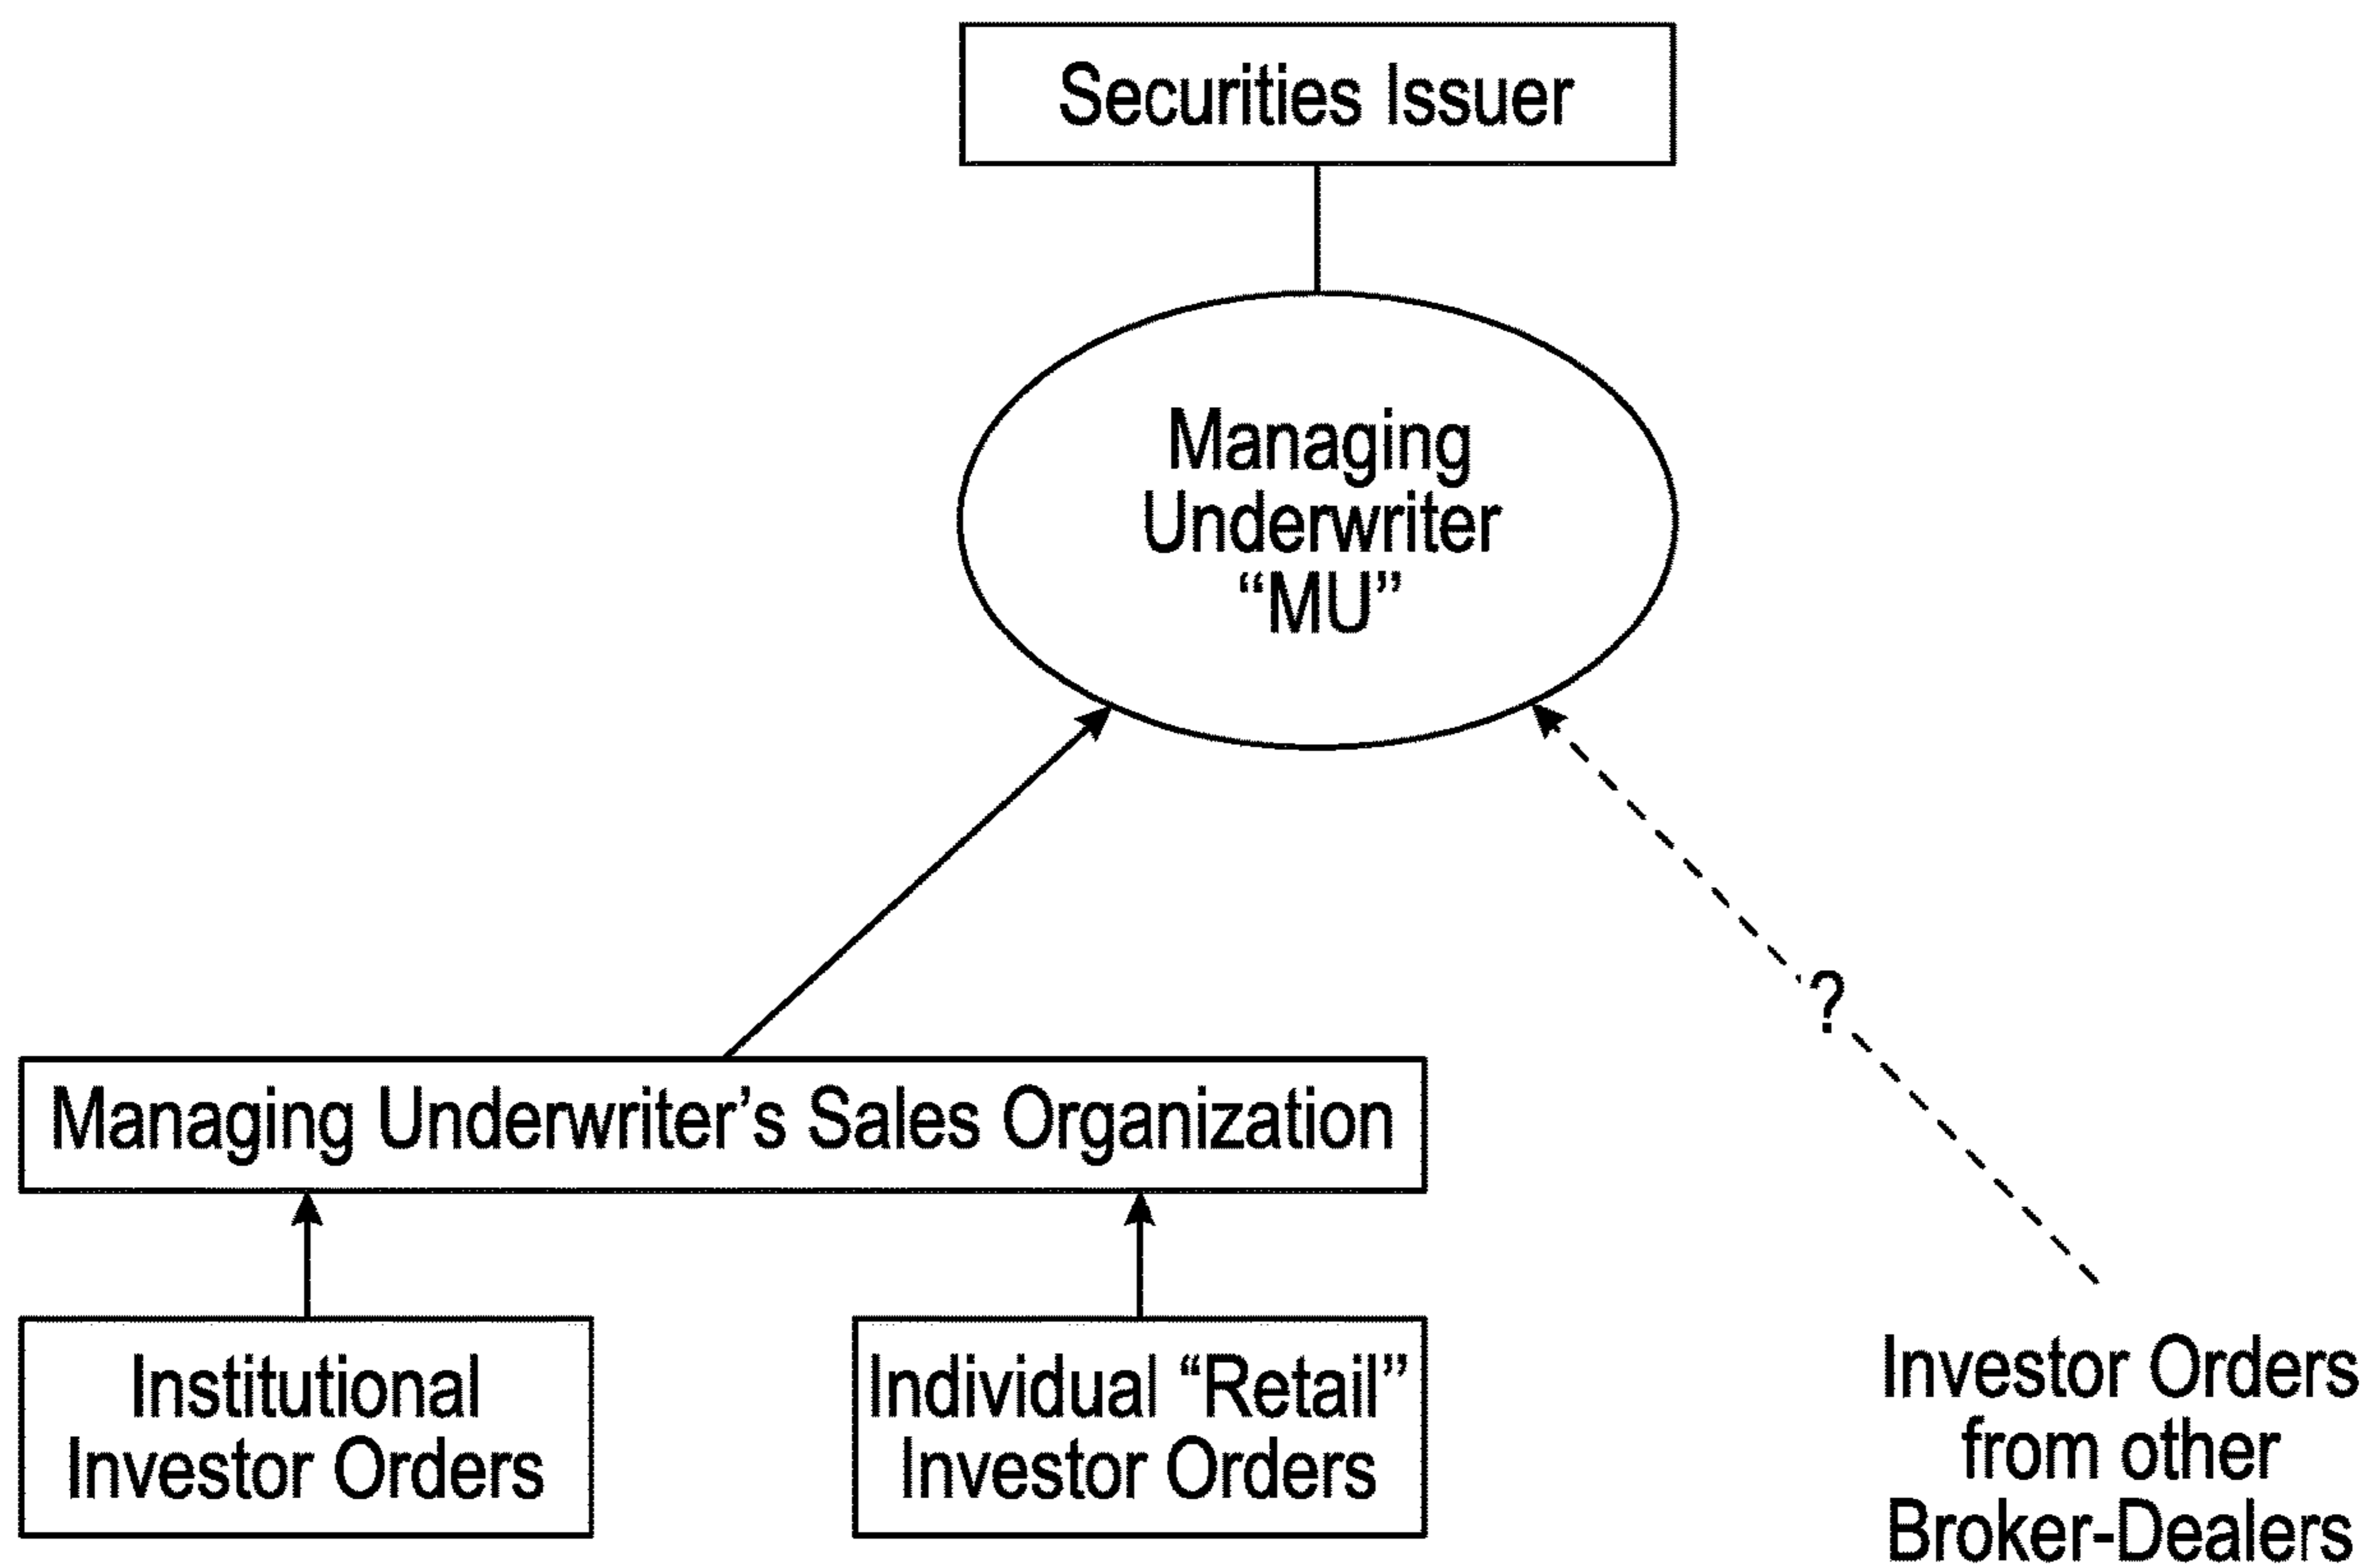 Securities Issuer
Managing
Underwriter
“MU”
?
Managing Underwriter’s Sales Organization
Institutional
Investor Orders
Individual “Retail”
Investor Orders
Investor Orders
from other
Broker-Dealers